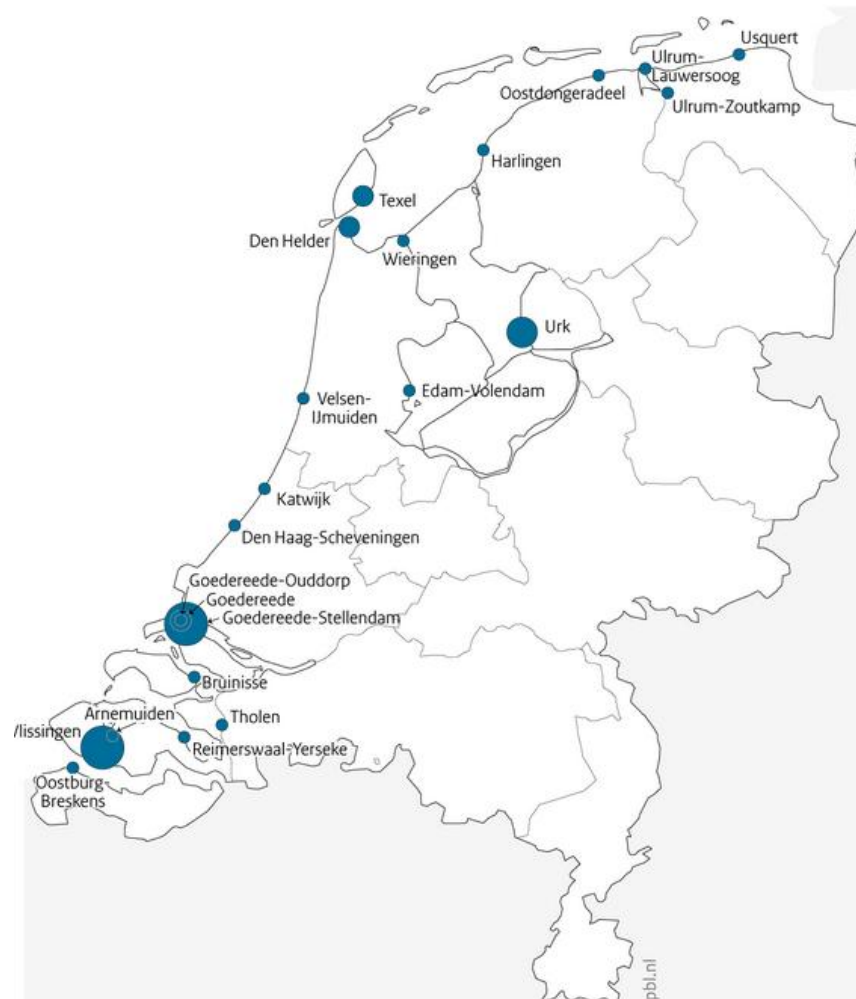 Usquert
Ulrum-
Lauwersoog
Oostdongeradeel
Ulrum-Zoutkamp
Harlingen
Texel
Den Helder
Wieringen
Urk
Velsen-
IJmuiden
Edam-Volendam
Katwijk
Den Haag-Scheveningen
Goedereede-Ouddorp
Goedereede
Goedereede-Stellendam
Bruinisse
Arnemuiden
Tholen
Vlissingen
Reimerswaal-Yerseke
Oostburg-
Breskens
pbl.nl